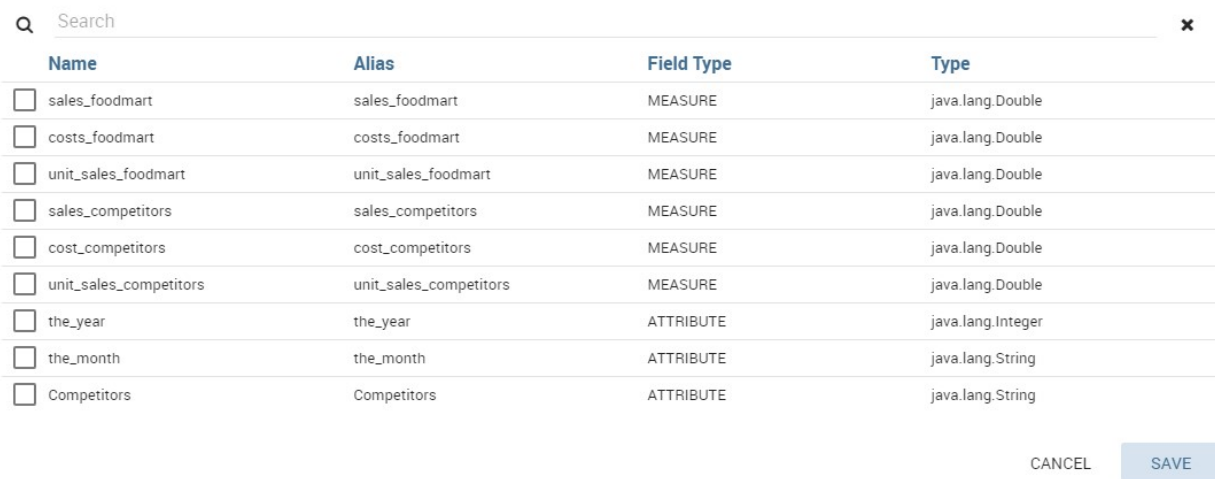 Search
Name Alias Field Type Type
sales_foodmart sales_foodmart MEASURE java.lang.Double
costs_foodmart costs_foodmart MEASURE java.lang.Double
unit_sales_foodmart unit_sales_foodmart MEASURE java.lang.Double
sales_competitors sales_competitors MEASURE java.lang.Double
cost_competitors cost_competitors MEASURE java.lang.Double
unit_sales_competitors unit_sales_competitors MEASURE java.lang.Double
the_year the_year ATTRIBUTE java.lang.Integer
the_month the_month ATTRIBUTE java.lang.String
Competitors Competitors ATTRIBUTE java.lang.String
CANCEL SAVE